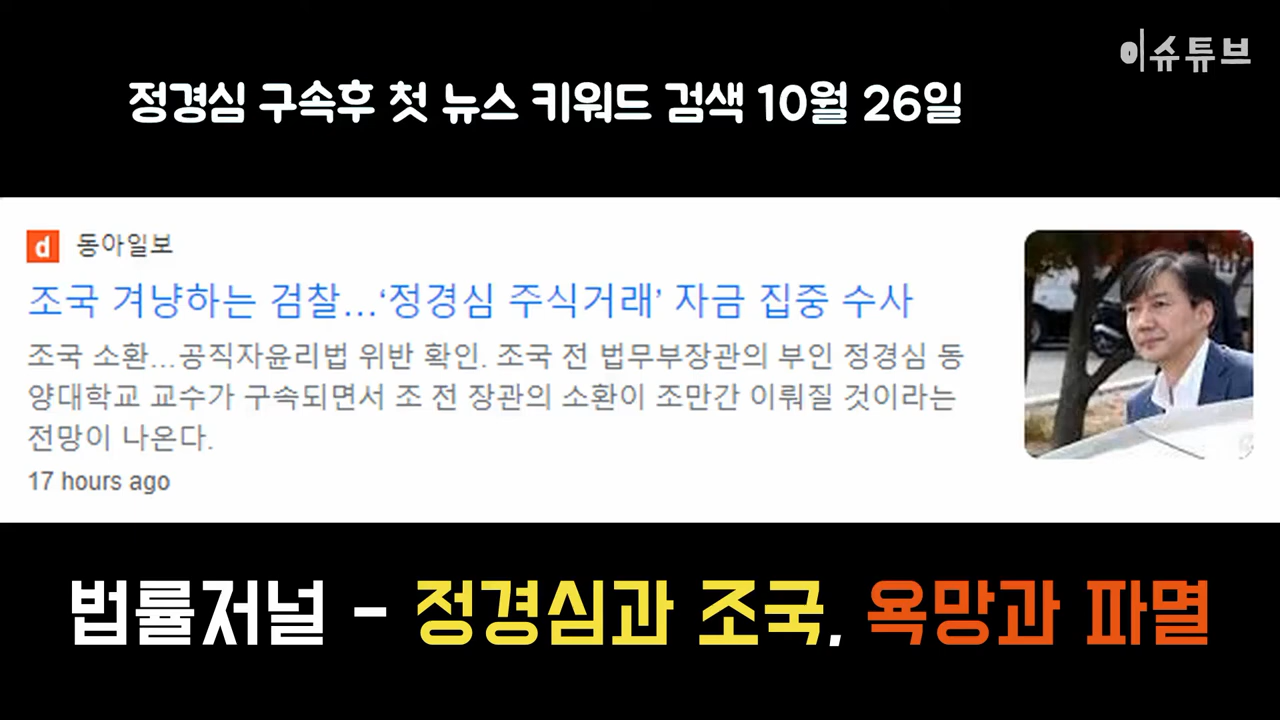 이슈튜브
정경심 구속후 첫 뉴스 키워드 검색 10월 26일
d 동아일보
조국 겨냥하는 검찰...‘정경심 주식거래’ 자금 집중 수사
조국 소환...공직자윤리법 위반 확인. 조국 전 법무부장관의 부인 정경심 동
양대학교 교수가 구속되면서 조 전 장관의 소환이 조만간 이뤄질 것이라는
전망이 나온다.
17 hours ago
법률저널 - 정경심과 조국, 욕망과 파멸